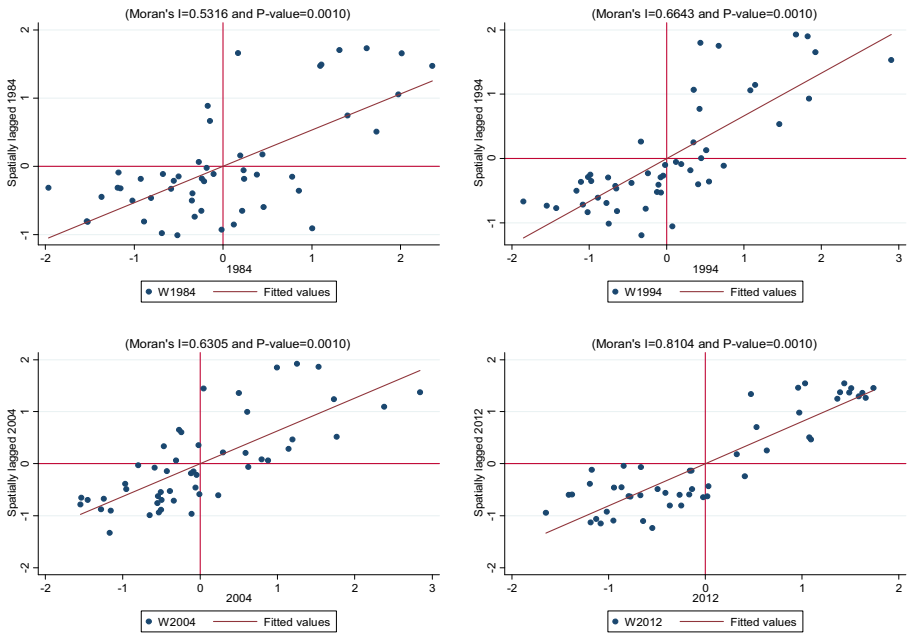 (Moran's I=0.5316 and P-value=0.0010)
Spatially lagged 1984
2
1
0
-1
-2 -1 0 1 2
1984
W1984 Fitted values
(Moran's I=0.6643 and P-value=0.0010)
Spatially lagged 1994
2
1
0
-1
-2 -1 0 1 2 3
1994
W1994 Fitted values
(Moran's I=0.6305 and P-value=0.0010)
Spatially lagged 2004
2
1
0
-1
-2
-2 -1 0 1 2 3
2004
W2004 Fitted values
(Moran's I=0.8104 and P-value=0.0010)
Spatially lagged 2012
2
1
0
-1
-2
-2 -1 0 1 2
2012
W2012 Fitted values